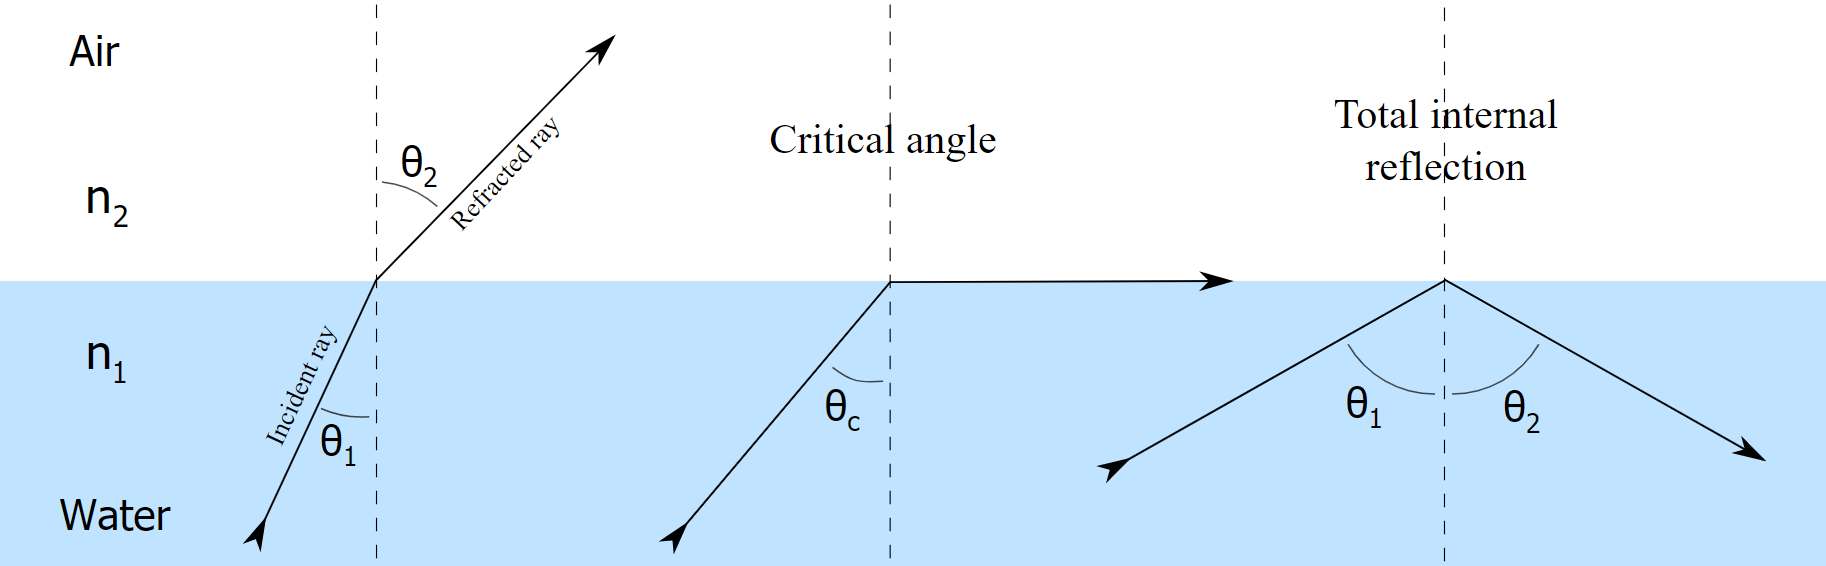 Air
n₂
n₁
Water
θ₂
Refracted ray
Incident ray
θ₁
Critical angle
θc
Total internal
reflection
θ₁
θ₂